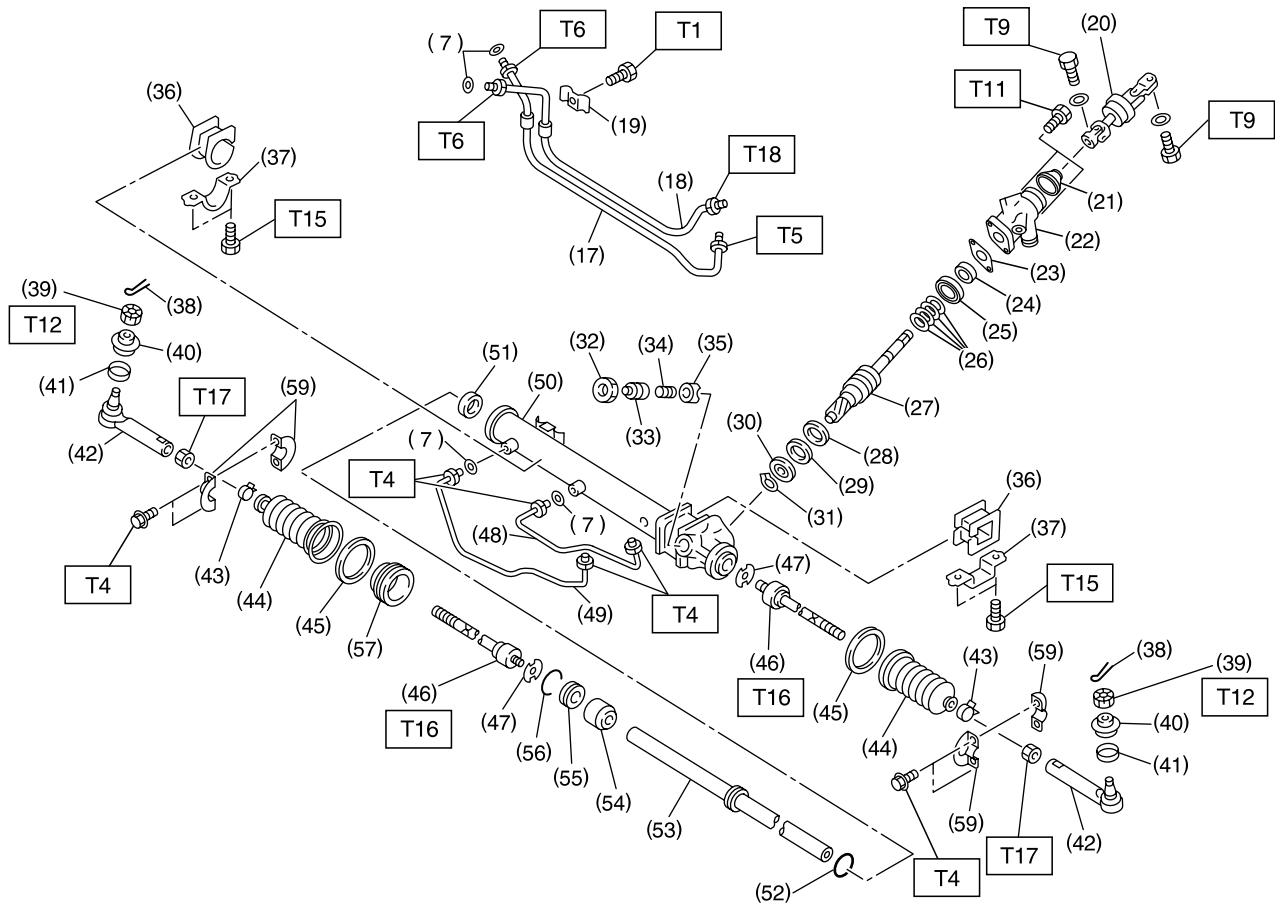 T6
T1
(7)
T9
(20)
(36)
T11
(19)
T6
T9
(37)
T18
(18)
T15
(21)
(17)
T5
(22)
(23)
(39)
(38)
(24)
T12
(25)
(40)
(26)
(32)
(34)
(35)
(51)
(50)
(41)
(59)
T17
(27)
(33)
(42)
(7)
(30)
(28)
T4
(29)
(36)
(31)
(7)
(48)
(37)
(43)
(47)
T4
(44)
T15
(49)
T4
(45)
(57)
(46)
(43)
(59)
(38)
(39)
T16
T12
(46)
(47)
(45)
(40)
T16
(56)
(44)
(41)
(55)
(54)
(53)
(59)
(42)
T17
T4
(52)